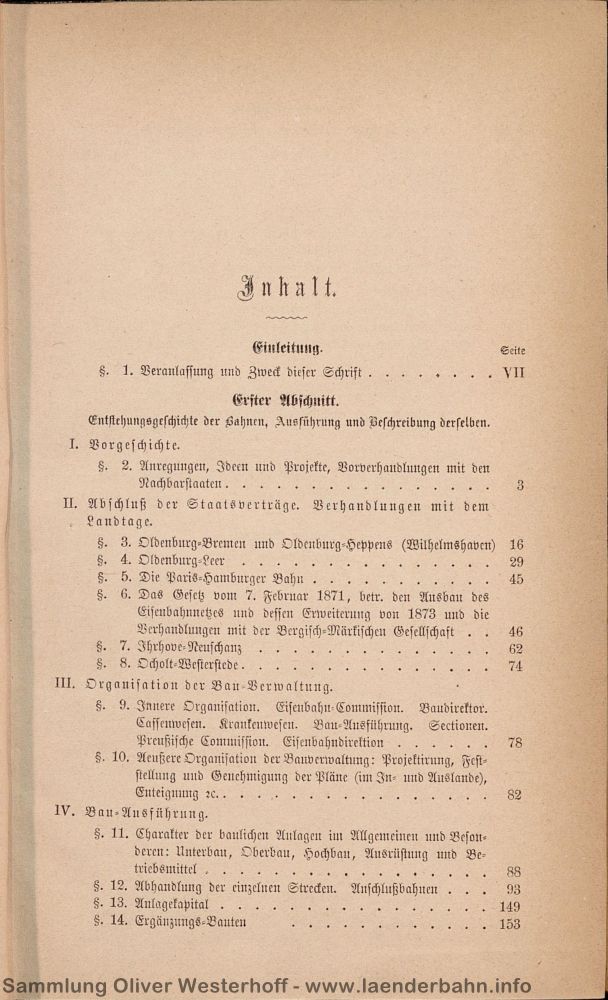 Inhalt.
Einleitung.
Seite
§. 1. Veranlassung und Zweck dieser Schrift . . . . . . . . VII
Erster Abschnitt.
Entstehungsgeschichte der Bahnen, Ausführung und Beschreibung derselben.
I. Vorgeschichte.
§. 2. Anregungen, Ideen und Projekte, Vorverhandlungen mit den
Nachbarstaaten. . . . . . . . . . . . . . . 3
II. Abschluß der Staatsverträge. Verhandlungen mit dem
Landtage.
§. 3. Oldenburg-Bremen und Oldenburg-Heppens (Wilhelmshaven) 16
§. 4. Oldenburg-Leer . . . . . . . . . . . . . . 29
§. 5. Die Paris-Hamburger Bahn . . . . . . . . . . 45
§. 6. Das Gesetz vom 7. Februar 1871, betr. den Ausbau des
Eisenbahnnetzes und dessen Erweiterung von 1873 und die
Verhandlungen mit der Bergisch-Märkischen Gesellschaft . . 46
§. 7. Ihrhove-Neuschanz . . . . . . . . . . . . . 62
§. 8. Ocholt-Westerstede. . . . . . . . . . . . . . 74
III. Organisation der Bau-Verwaltung.
§. 9. Innere Organisation. Eisenbahn-Commission. Baudirektor.
Cassenwesen. Krankenwesen. Bau-Ausführung. Sectionen.
Preußische Commission. Eisenbahndirektion . . . . . . 78
§. 10. Aeußere Organisation der Bauverwaltung: Projektirung, Fest-
stellung und Genehmigung der Pläne (im In- und Auslande),
Enteignung ꝛc. . . . . . . . . . . . . . . . 82
IV. Bau-Ausführung.
§. 11. Charakter der baulichen Anlagen im Allgemeinen und Beson-
deren: Unterbau, Oberbau, Hochbau, Ausrüstung und Be-
triebsmittel . . . . . . . . . . . . . . . . 88
§. 12. Abhandlung der einzelnen Strecken. Anschlußbahnen . . . 93
§. 13. Anlagekapital . . . . . . . . . . . . . . . 149
§. 14. Ergänzungs-Bauten . . . . . . . . . . . . 153
Sammlung Oliver Westerhoff - www.laenderbahn.info